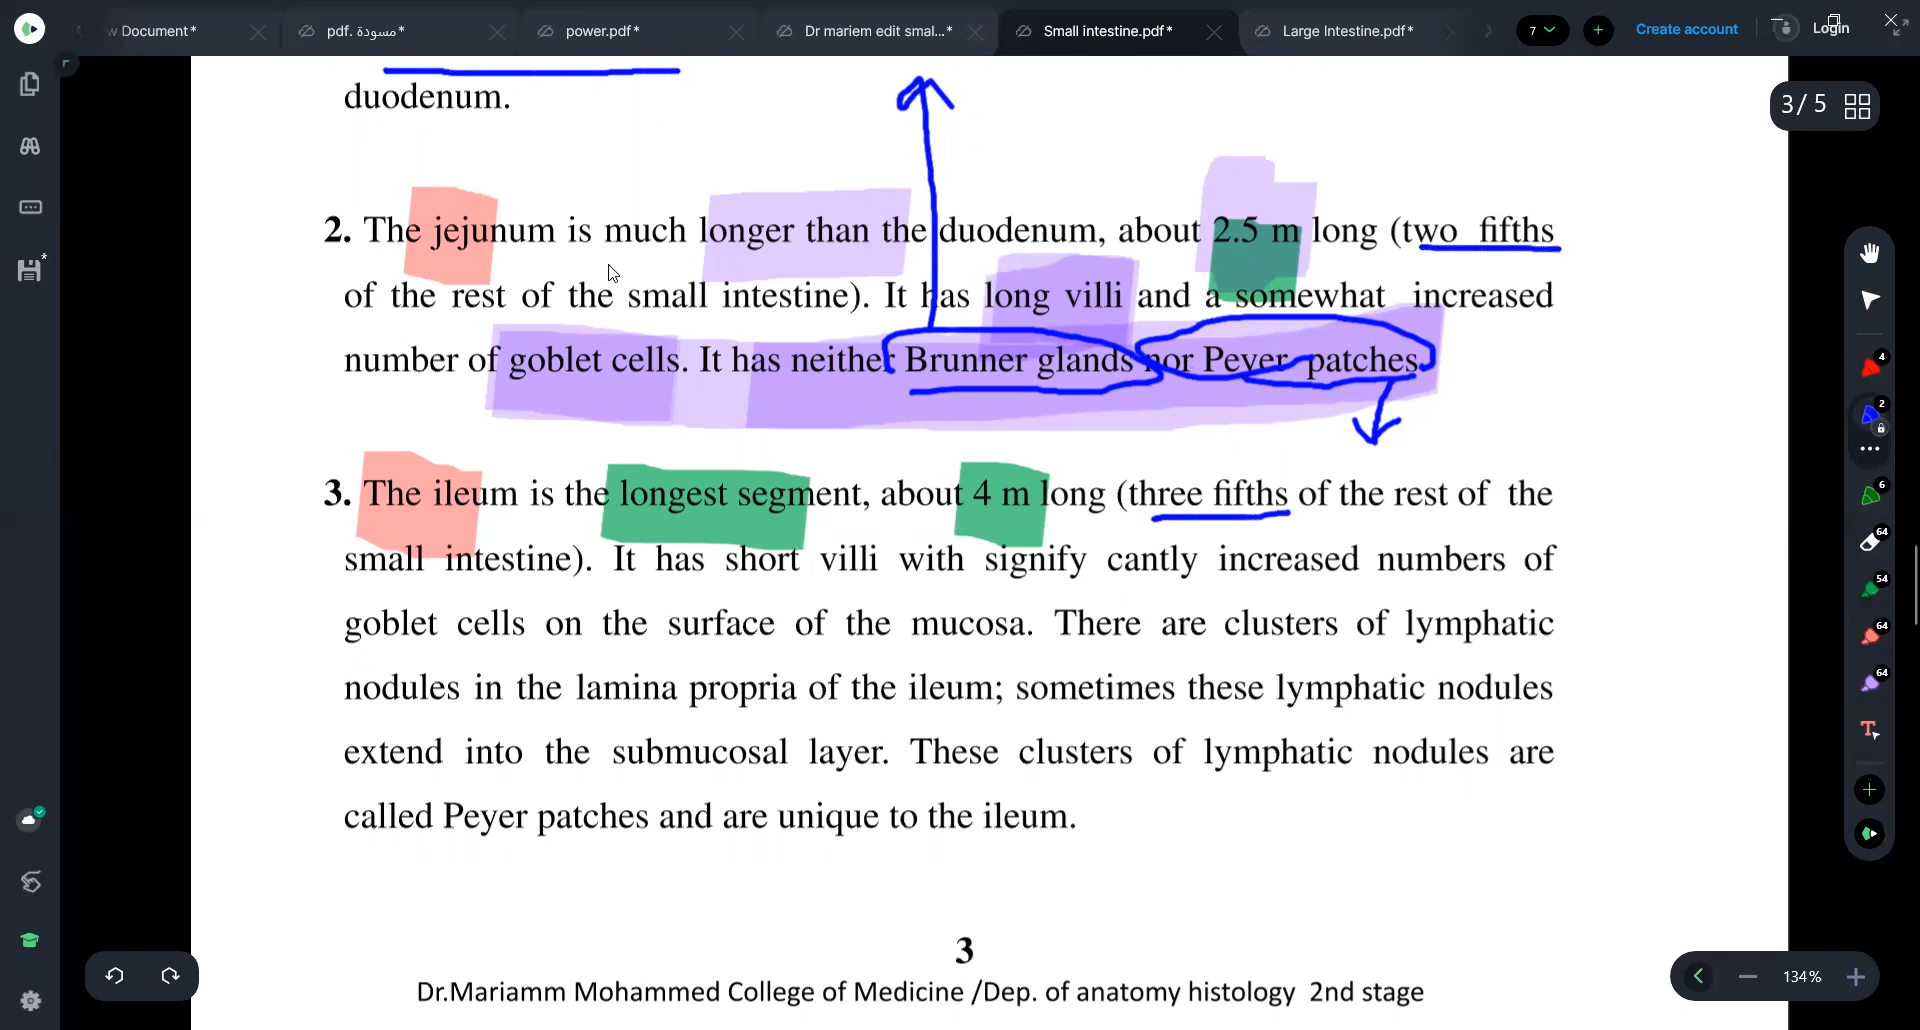 w Document*
pdf. مسودة*
power.pdf*
Dr mariem edit smal...*
Small intestine.pdf*
Large Intestine.pdf*
7
Create account
Login
3/5
duodenum.
2. The jejunum is much longer than the duodenum, about 2.5 m long (two fifths
of the rest of the small intestine). It has long villi and a somewhat increased
number of goblet cells. It has neither Brunner glands nor Peyer patches.
3. The ileum is the longest segment, about 4 m long (three fifths of the rest of the
small intestine). It has short villi with signify cantly increased numbers of
goblet cells on the surface of the mucosa. There are clusters of lymphatic
nodules in the lamina propria of the ileum; sometimes these lymphatic nodules
extend into the submucosal layer. These clusters of lymphatic nodules are
called Peyer patches and are unique to the ileum.
3
Dr.Mariamm Mohammed College of Medicine /Dep. of anatomy histology 2nd stage
4
2
6
64
54
64
64
T
134%